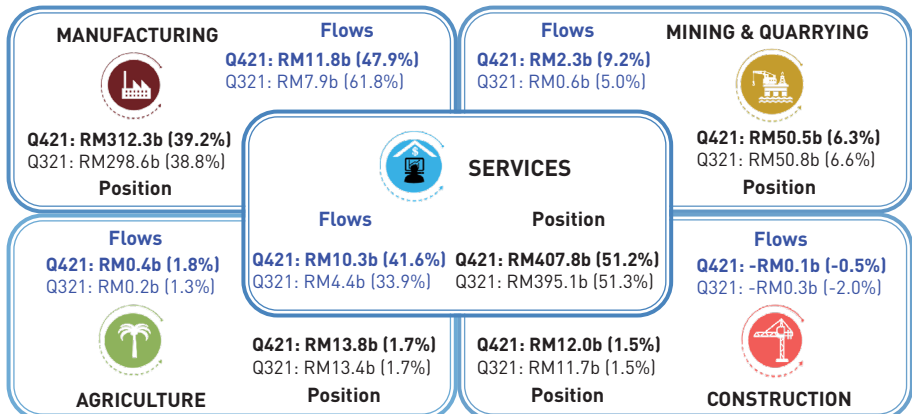 MANUFACTURING
Flows
Q421: RM11.8b (47.9%)
Q321: RM7.9b (61.8%)
Q421: RM312.3b (39.2%)
Q321: RM298.6b (38.8%)
Position
Flows
MINING & QUARRYING
Q421: RM2.3b (9.2%)
Q321: RM0.6b (5.0%)
Q421: RM50.5b (6.3%)
Q321: RM50.8b (6.6%)
Position
$
SERVICES
Flows
Q421: RM10.3b (41.6%)
Q321: RM4.4b (33.9%)
Position
Q421: RM407.8b (51.2%)
Q321: RM395.1b (51.3%)
Flows
Q421: RM0.4b (1.8%)
Q321: RM0.2b (1.3%)
Q421: RM13.8b (1.7%)
Q321: RM13.4b (1.7%)
AGRICULTURE
Position
Flows
Q421: -RM0.1b (-0.5%)
Q321: -RM0.3b (-2.0%)
Q421: RM12.0b (1.5%)
Q321: RM11.7b (1.5%)
Position
CONSTRUCTION